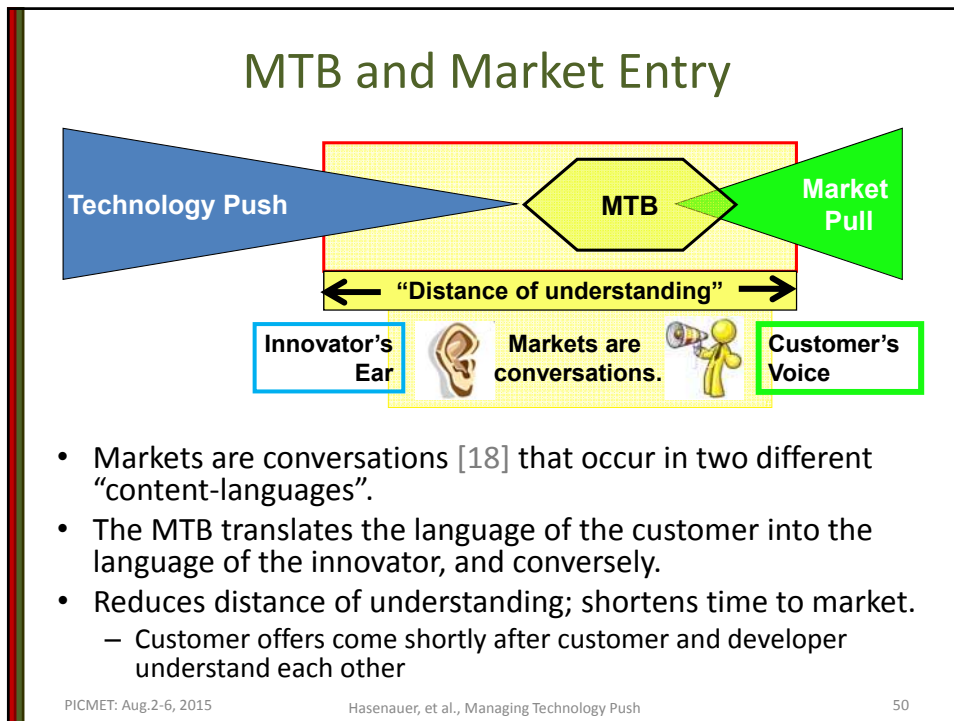 MTB and Market Entry
Technology Push
MTB
Market
Pull
“Distance of understanding”
Innovator’s
Ear
Markets are
conversations.
Customer’s
Voice
• Markets are conversations [18] that occur in two different
“content-languages”.
• The MTB translates the language of the customer into the
language of the innovator, and conversely.
• Reduces distance of understanding; shortens time to market.
– Customer offers come shortly after customer and developer
understand each other
PICMET: Aug.2-6, 2015
Hasenauer, et al., Managing Technology Push
50